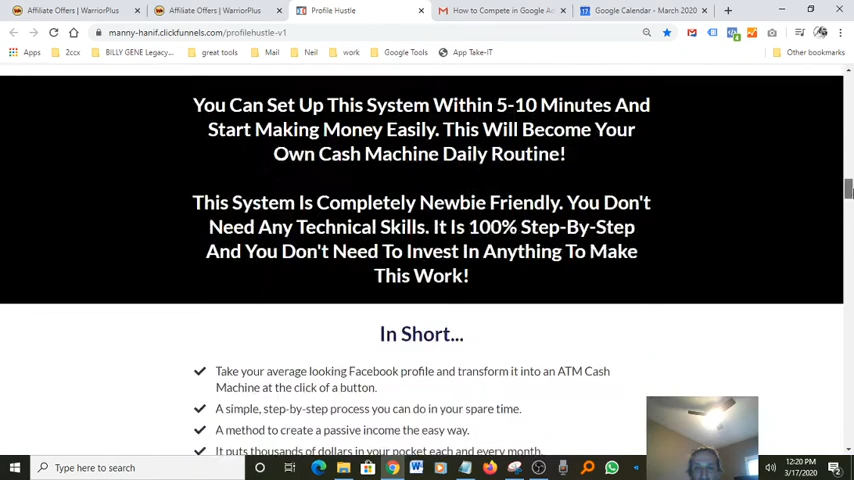 Affiliate Offers | WarriorPlus
Affiliate Offers | WarriorPlus
Profile Hustle
How to Compete in Google Ad
Google Calendar - March 2020
manny-hanif.clickfunnels.com/profilehustle-v1
Apps
2ccx
BILLY GENE Legacy...
great tools
Mail
Neil
work
Google Tools
App Take-IT
Other bookmarks
You Can Set Up This System Within 5-10 Minutes And
Start Making Money Easily. This Will Become Your
Own Cash Machine Daily Routine!
This System Is Completely Newbie Friendly. You Don't
Need Any Technical Skills. It Is 100% Step-By-Step
And You Don't Need To Invest In Anything To Make
This Work!
In Short...
Take your average looking Facebook profile and transform it into an ATM Cash
Machine at the click of a button.
A simple, step-by-step process you can do in your spare time.
A method to create a passive income the easy way.
It puts thousands of dollars in your pocket each and every month.
Type here to search
12:20 PM
3/17/2020